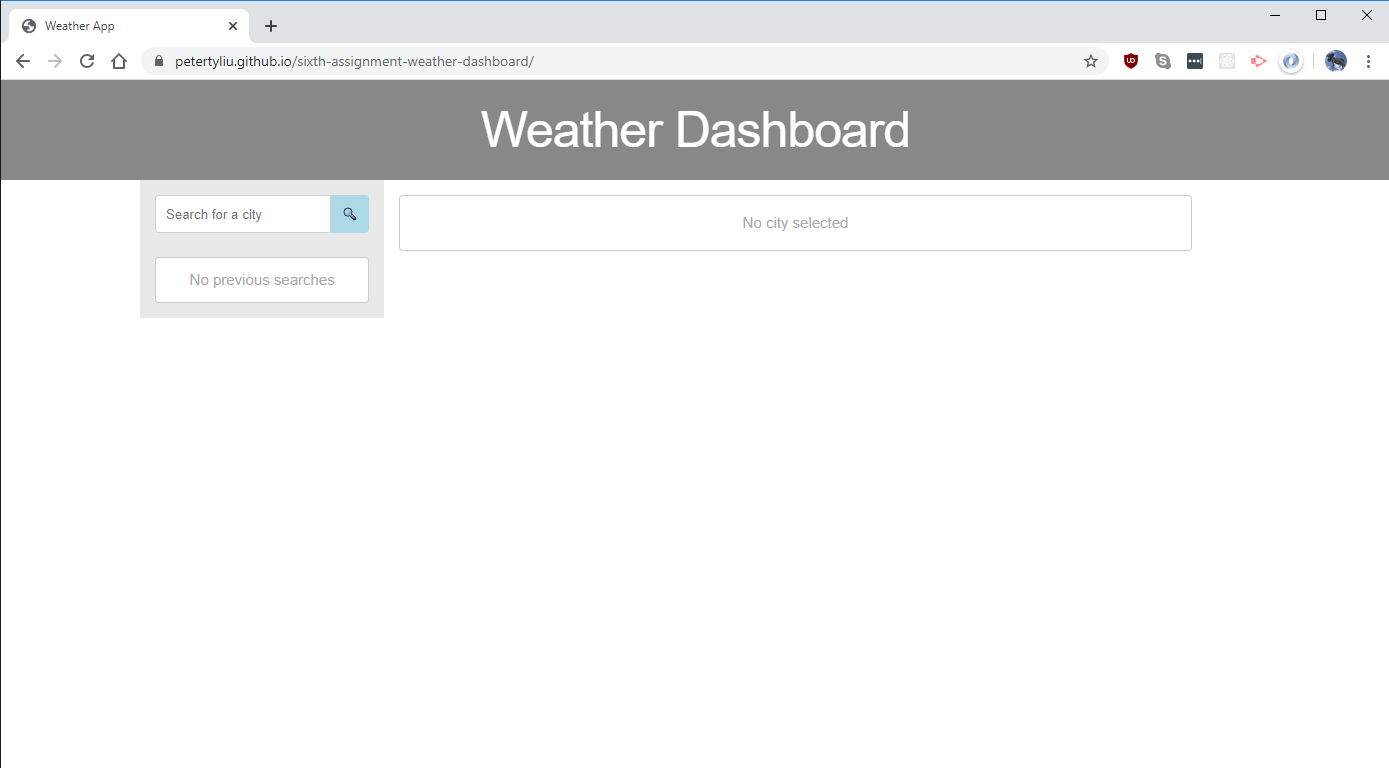 Weather App
petertyliu.github.io/sixth-assignment-weather-dashboard/
Weather Dashboard
Search for a city
No city selected
No previous searches